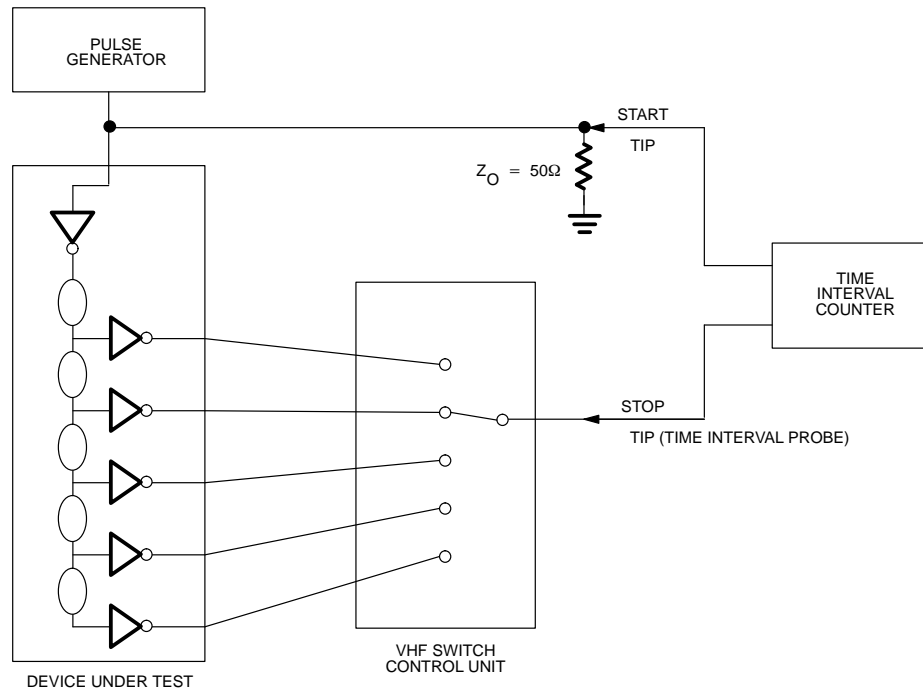 PULSE
GENERATOR
START
TIP
Z_O = 50Ω
TIME
INTERVAL
COUNTER
STOP
TIP (TIME INTERVAL PROBE)
VHF SWITCH
CONTROL UNIT
DEVICE UNDER TEST